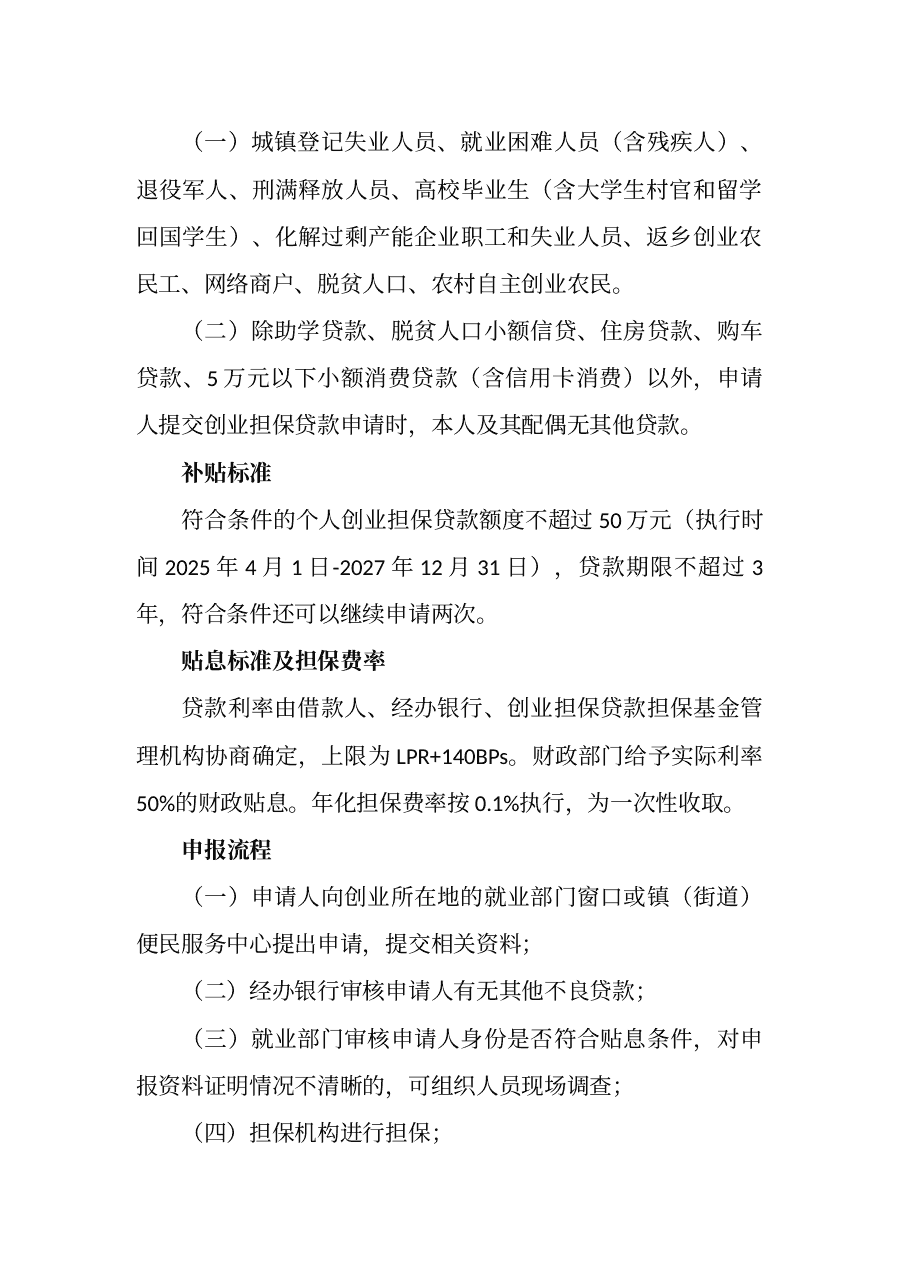 （一）城镇登记失业人员、就业困难人员（含残疾人）、
退役军人、刑满释放人员、高校毕业生（含大学生村官和留学
回国学生）、化解过剩产能企业职工和失业人员、返乡创业农
民工、网络商户、脱贫人口、农村自主创业农民。
（二）除助学贷款、脱贫人口小额信贷、住房贷款、购车
贷款、5 万元以下小额消费贷款（含信用卡消费）以外，申请
人提交创业担保贷款申请时，本人及其配偶无其他贷款。
补贴标准
符合条件的个人创业担保贷款额度不超过 50 万元（执行时
间 2025 年 4 月 1 日-2027 年 12 月 31 日），贷款期限不超过 3
年，符合条件还可以继续申请两次。
贴息标准及担保费率
贷款利率由借款人、经办银行、创业担保贷款担保基金管
理机构协商确定，上限为 LPR+140BPs。财政部门给予实际利率
50%的财政贴息。年化担保费率按 0.1%执行，为一次性收取。
申报流程
（一）申请人向创业所在地的就业部门窗口或镇（街道）
便民服务中心提出申请，提交相关资料；
（二）经办银行审核申请人有无其他不良贷款；
（三）就业部门审核申请人身份是否符合贴息条件，对申
报资料证明情况不清晰的，可组织人员现场调查；
（四）担保机构进行担保；